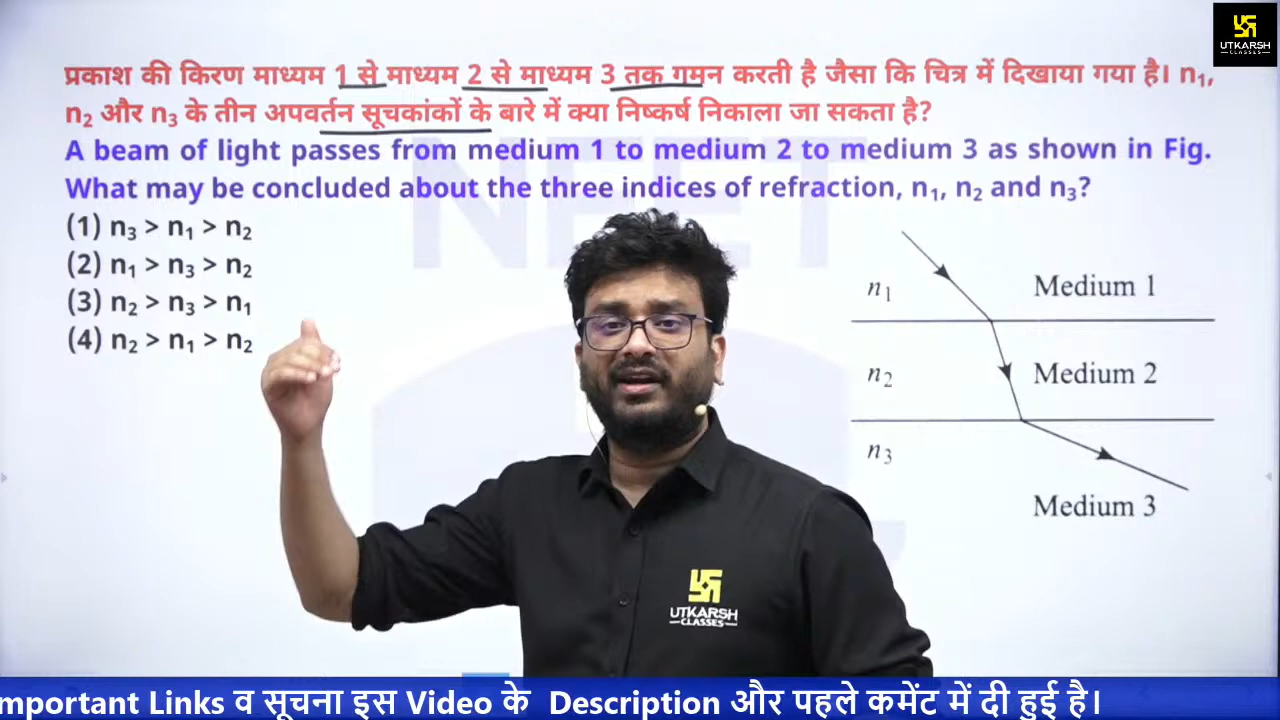 UTKARSH
CLASSES
प्रकाश की किरण माध्यम 1 से माध्यम 2 से माध्यम 3 तक गमन करती है जैसा कि चित्र में दिखाया गया है। n₁,
n₂ और n₃ के तीन अपवर्तन सूचकांकों के बारे में क्या निष्कर्ष निकाला जा सकता है?
A beam of light passes from medium 1 to medium 2 to medium 3 as shown in Fig.
What may be concluded about the three indices of refraction, n₁, n₂ and n₃?
(1) n₃ > n₁ > n₂
(2) n₁ > n₃ > n₂
(3) n₂ > n₃ > n₁
(4) n₂ > n₁ > n₂
n₁ Medium 1
n₂ Medium 2
n₃
Medium 3
NEET
UTKARSH
CLASSES
mportant Links व सूचना इस Video के Description और पहले कमेंट में दी हुई है।